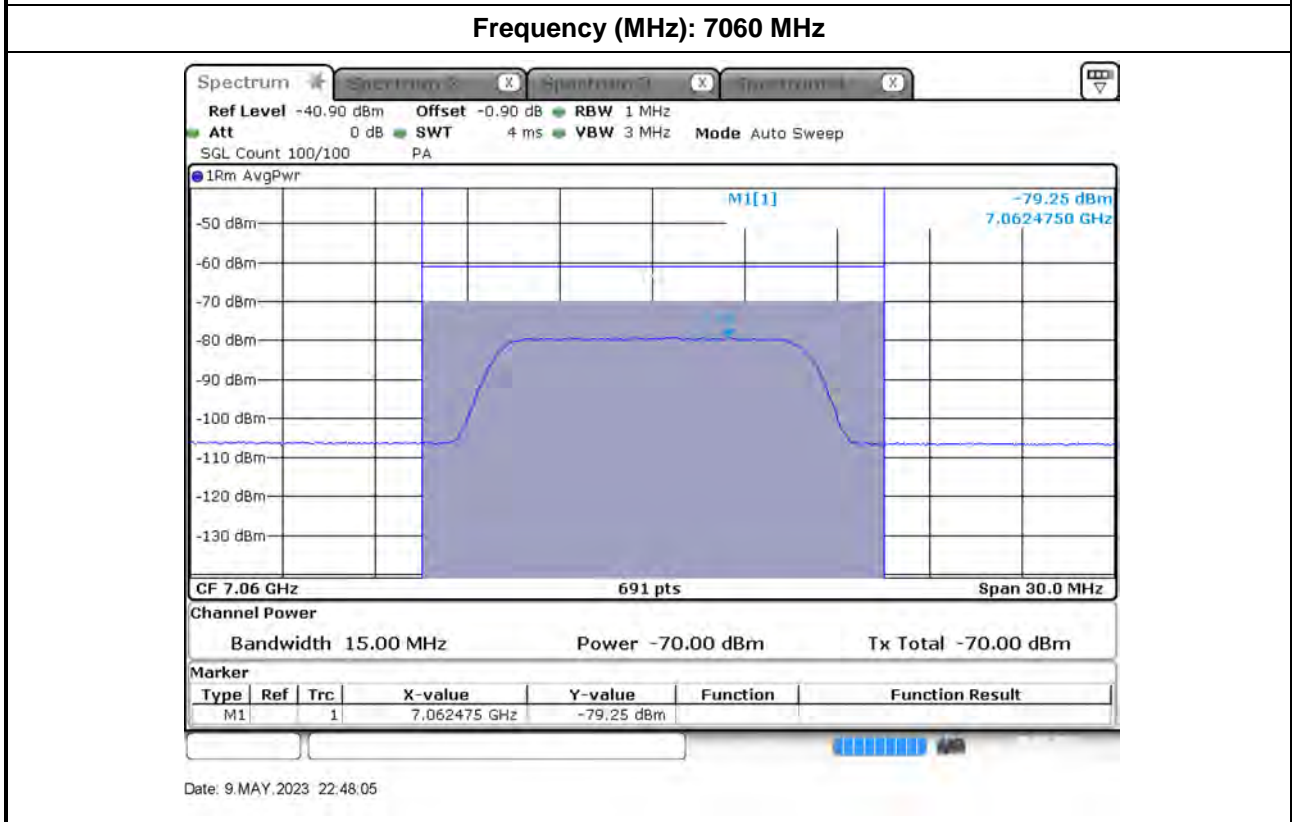 Frequency (MHz): 7060 MHz
Spectrum
Ref Level -40.90 dBm Offset -0.90 dB RBW 1 MHz
Att 0 dB SWT 4 ms VBW 3 MHz Mode Auto Sweep
SGL Count 100/100 PA
1Rm AvgPwr
M1[1] -79.25 dBm
7.0624750 GHz
-50 dBm
-60 dBm
-70 dBm
-80 dBm
-90 dBm
-100 dBm
-110 dBm
-120 dBm
-130 dBm
CF 7.06 GHz 691 pts Span 30.0 MHz
Channel Power
Bandwidth 15.00 MHz Power -70.00 dBm Tx Total -70.00 dBm
Marker
Type Ref Trc X-value Y-value Function Function Result
M1 1 7.062475 GHz -79.25 dBm
Date: 9.MAY.2023 22:48:05